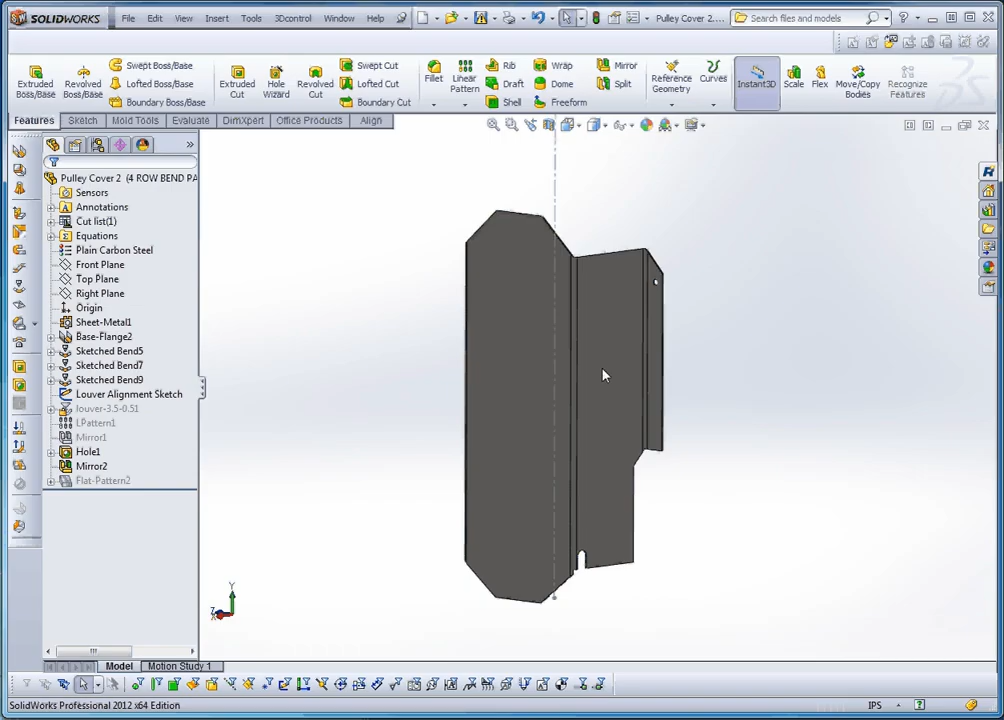 SOLIDWORKS File Edit View Insert Tools 3Dcontrol Window Help Pulley Cover 2.... Search files and models
Extruded Boss/Base
Revolved Boss/Base
Swept Boss/Base
Lofted Boss/Base
Boundary Boss/Base
Extruded Cut
Hole Wizard
Revolved Cut
Swept Cut
Lofted Cut
Boundary Cut
Fillet
Linear Pattern
Rib
Draft
Shell
Wrap
Dome
Freeform
Mirror
Split
Reference Geometry
Curves
Instant3D
Scale
Flex
Move/Copy Bodies
Recognize Features
Features Sketch Mold Tools Evaluate DimXpert Office Products Align
Pulley Cover 2 (4 ROW BEND PA
Sensors
Annotations
Cut list(1)
Equations
Plain Carbon Steel
Front Plane
Top Plane
Right Plane
Origin
Sheet-Metal1
Base-Flange2
Sketched Bend5
Sketched Bend7
Sketched Bend9
Louver Alignment Sketch
louver-3.5-0.51
LPattern1
Mirror1
Hole1
Mirror2
Flat-Pattern2
Y
Z
X
Model Motion Study 1
SolidWorks Professional 2012 x64 Edition IPS